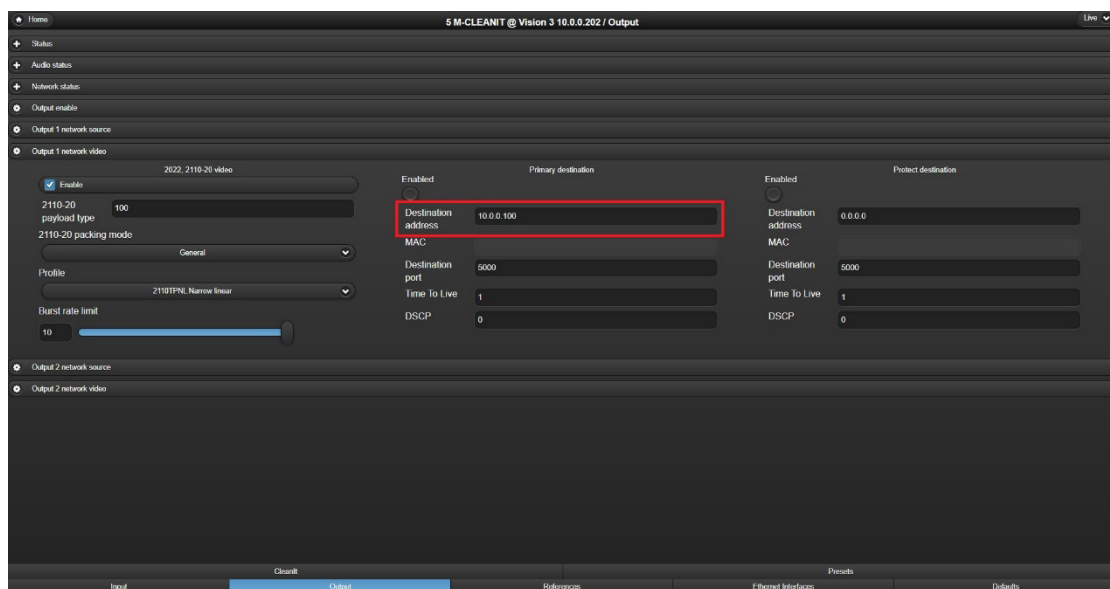 Home
5 M-CLEANIT @ Vision 3 10.0.0.202 / Output
Live
Status
Audio status
Network status
Output enable
Output 1 network source
Output 1 network video
2022, 2110-20 video
Enable
2110-20 payload type
100
2110-20 packing mode
General
Profile
2110TPNL Narrow linear
Burst rate limit
10
Primary destination
Enabled
Destination address
10.0.0.100
MAC
Destination port
5000
Time To Live
1
DSCP
0
Protect destination
Enabled
Destination address
0.0.0.0
MAC
Destination port
5000
Time To Live
1
DSCP
0
Output 2 network source
Output 2 network video
CleanIt
Presets
Input
Output
References
Ethernet Interfaces
Defaults